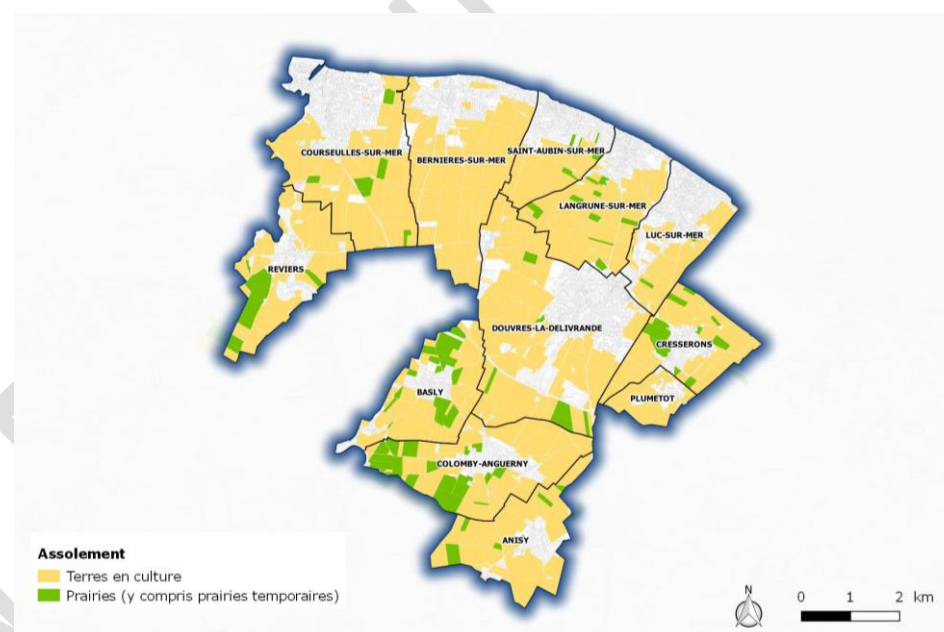 COURSEULLES-SUR-MER
BERNIERES-SUR-MER
SAINT-AUBIN-SUR-MER
LANGRUNE-SUR-MER
LUC-SUR-MER
REVIERS
DOUVRES-LA-DELIVRANDE
CRESSERONS
BASLY
PLUMETOT
COLOMBY-ANGUERNY
ANISY
Assolement
Terres en culture
Prairies (y compris prairies temporaires)
N
0 1 2 km